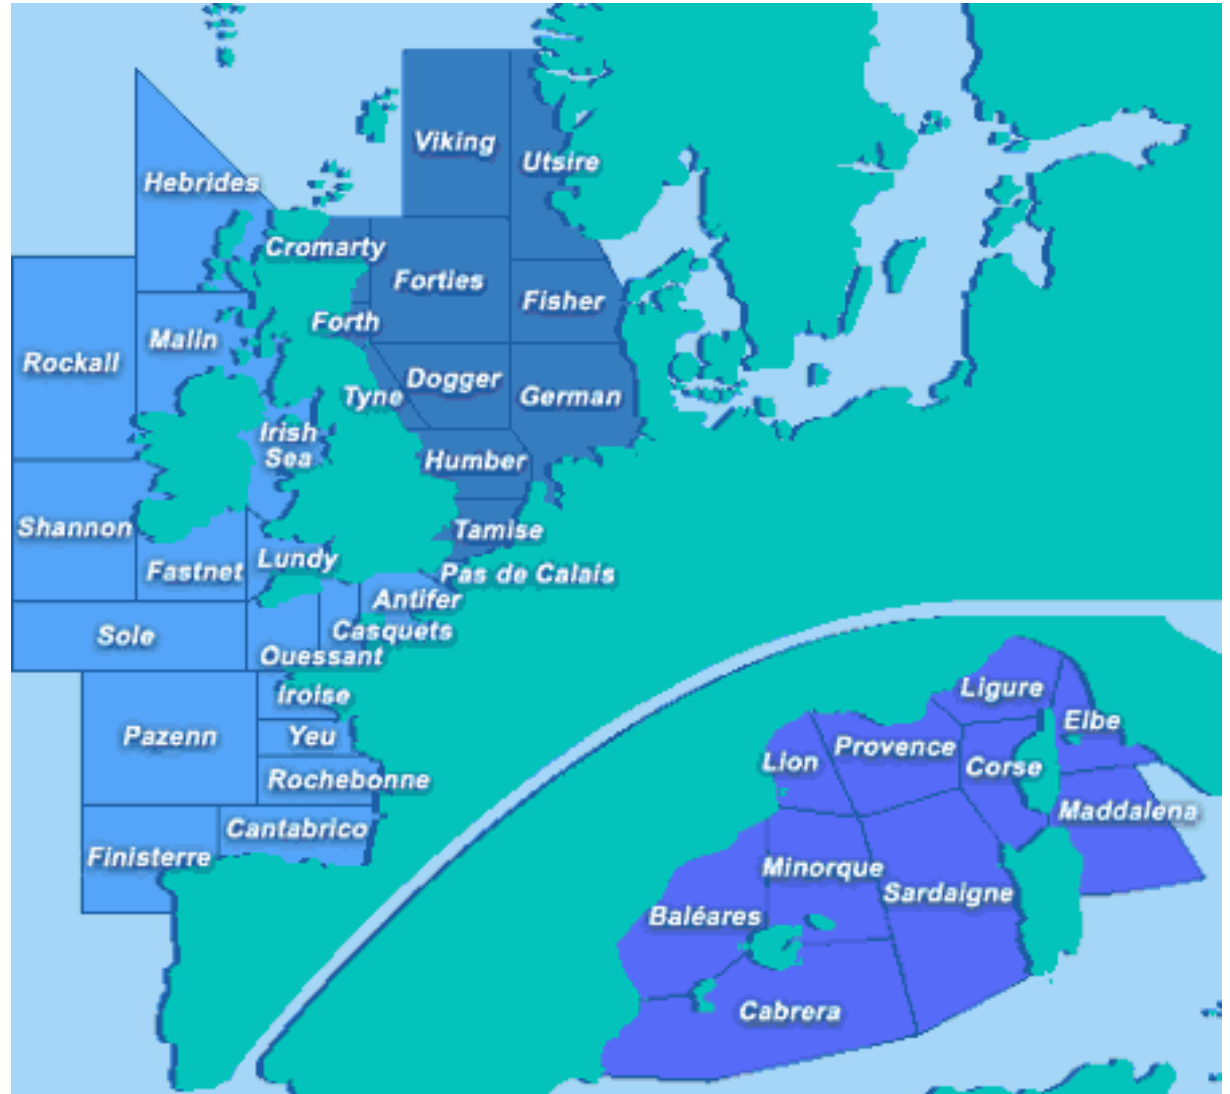 Viking
Utsire
Hebrides
Cromarty
Forties
Fisher
Forth
Malin
Rockall
Dogger
Tyne
German
Irish
Sea
Humber
Shannon
Tamise
Fastnet
Lundy
Pas de Calais
Antifer
Casquets
Sole
Ouessant
Iroise
Pazenn
Yeu
Rochebonne
Cantabrico
Finisterre
Ligure
Elbe
Provence
Lion
Corse
Maddalena
Minorque
Sardaigne
Baléares
Cabrera